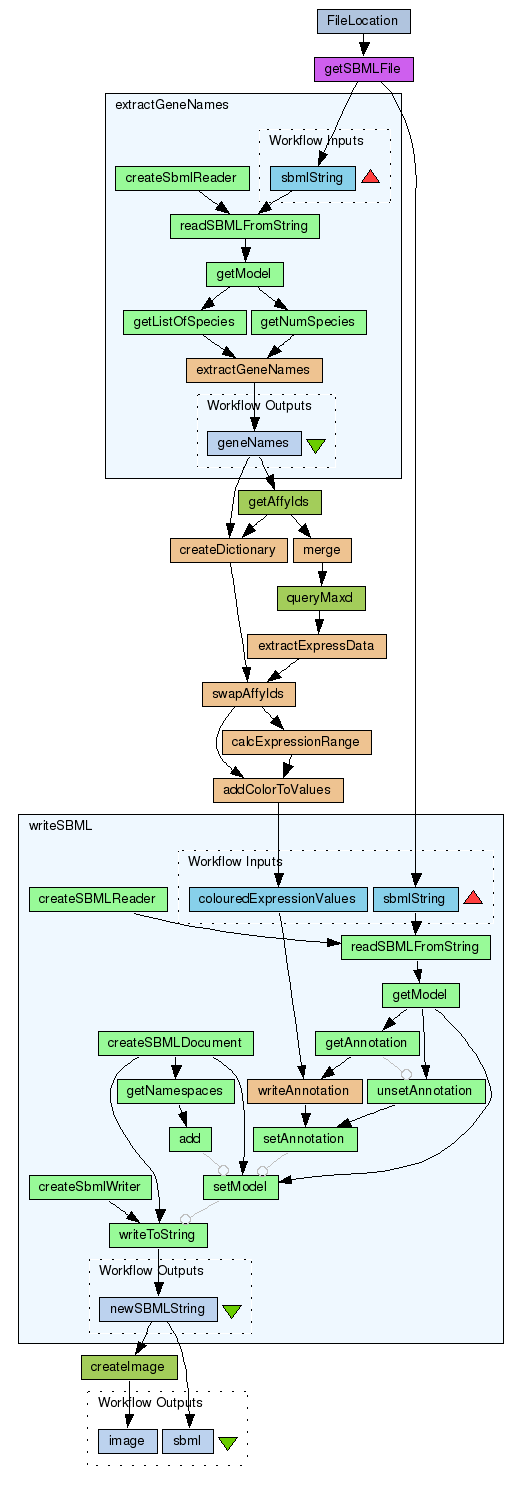 FileLocation
getSBMLFile
extractGeneNames
Workflow Inputs
createSbmlReader
sbmlString
readSBMLFromString
getModel
getListOfSpecies
getNumSpecies
extractGeneNames
Workflow Outputs
geneNames
getAffyIds
createDictionary
merge
queryMaxd
extractExpressData
swapAffyIds
calcExpressionRange
addColorToValues
writeSBML
Workflow Inputs
createSBMLReader
colouredExpressionValues
sbmlString
readSBMLFromString
getModel
createSBMLDocument
getAnnotation
getNamespaces
writeAnnotation
unsetAnnotation
add
setAnnotation
createSbmlWriter
setModel
writeToString
Workflow Outputs
newSBMLString
createImage
Workflow Outputs
image
sbml